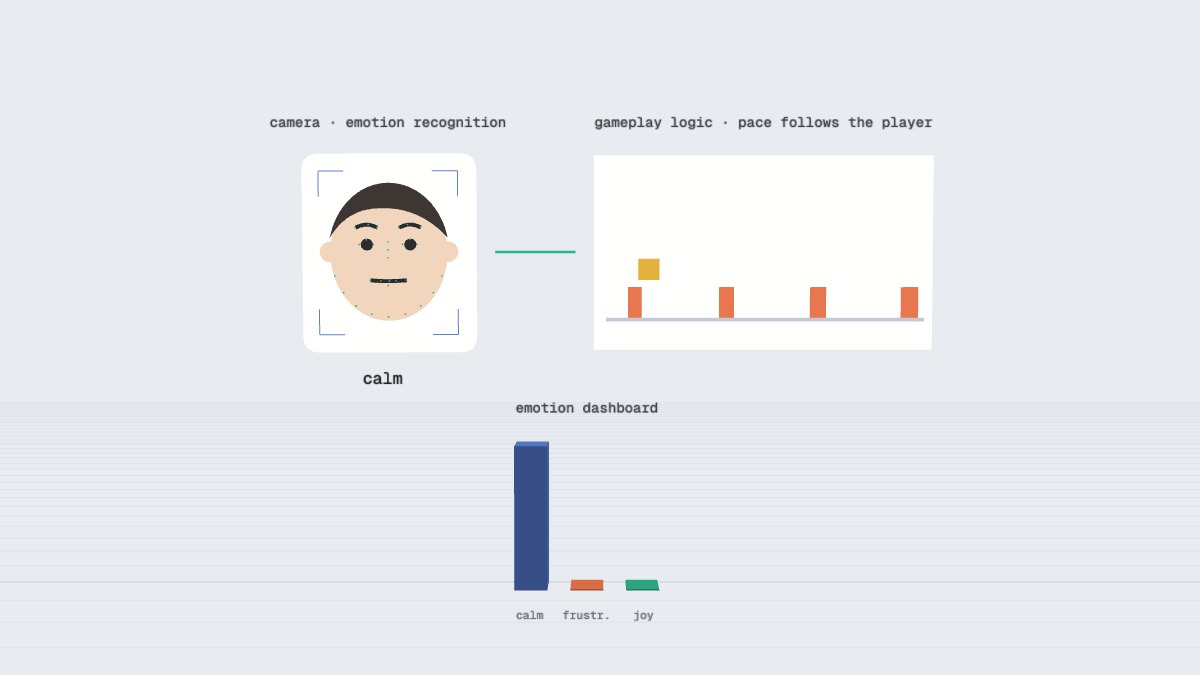 camera · emotion recognition
gameplay logic · pace follows the player
calm
emotion dashboard
calm
frustr.
joy